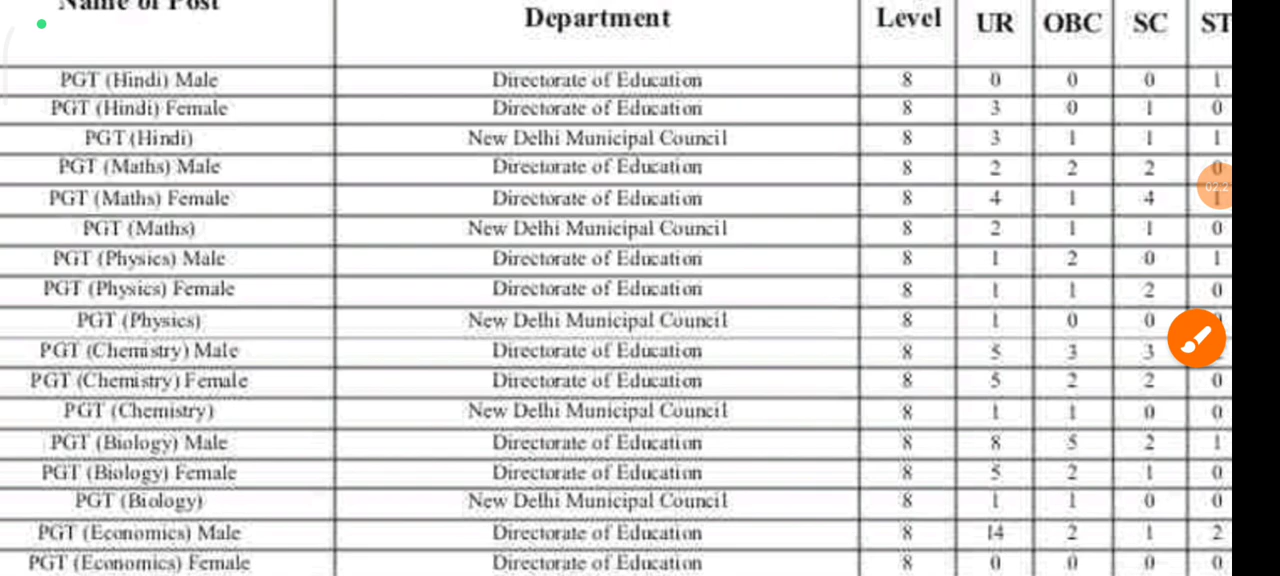 Name of Post Department Level UR OBC SC ST
PGT (Hindi) Male Directorate of Education 8 0 0 0 1
PGT (Hindi) Female Directorate of Education 8 3 0 1 0
PGT (Hindi) New Delhi Municipal Council 8 3 1 1 1
PGT (Maths) Male Directorate of Education 8 2 2 2 0
PGT (Maths) Female Directorate of Education 8 4 1 4 1
02:2
PGT (Maths) New Delhi Municipal Council 8 2 1 1 0
PGT (Physics) Male Directorate of Education 8 1 2 0 1
PGT (Physics) Female Directorate of Education 8 1 1 2 0
PGT (Physics) New Delhi Municipal Council 8 1 0 0
PGT (Chemistry) Male Directorate of Education 8 5 3 3
PGT (Chemistry) Female Directorate of Education 8 5 2 2 0
PGT (Chemistry) New Delhi Municipal Council 8 1 1 0 0
PGT (Biology) Male Directorate of Education 8 8 5 2 1
PGT (Biology) Female Directorate of Education 8 5 2 1 0
PGT (Biology) New Delhi Municipal Council 8 1 1 0 0
PGT (Economics) Male Directorate of Education 8 14 2 1 2
PGT (Economics) Female Directorate of Education 8 0 0 0 0